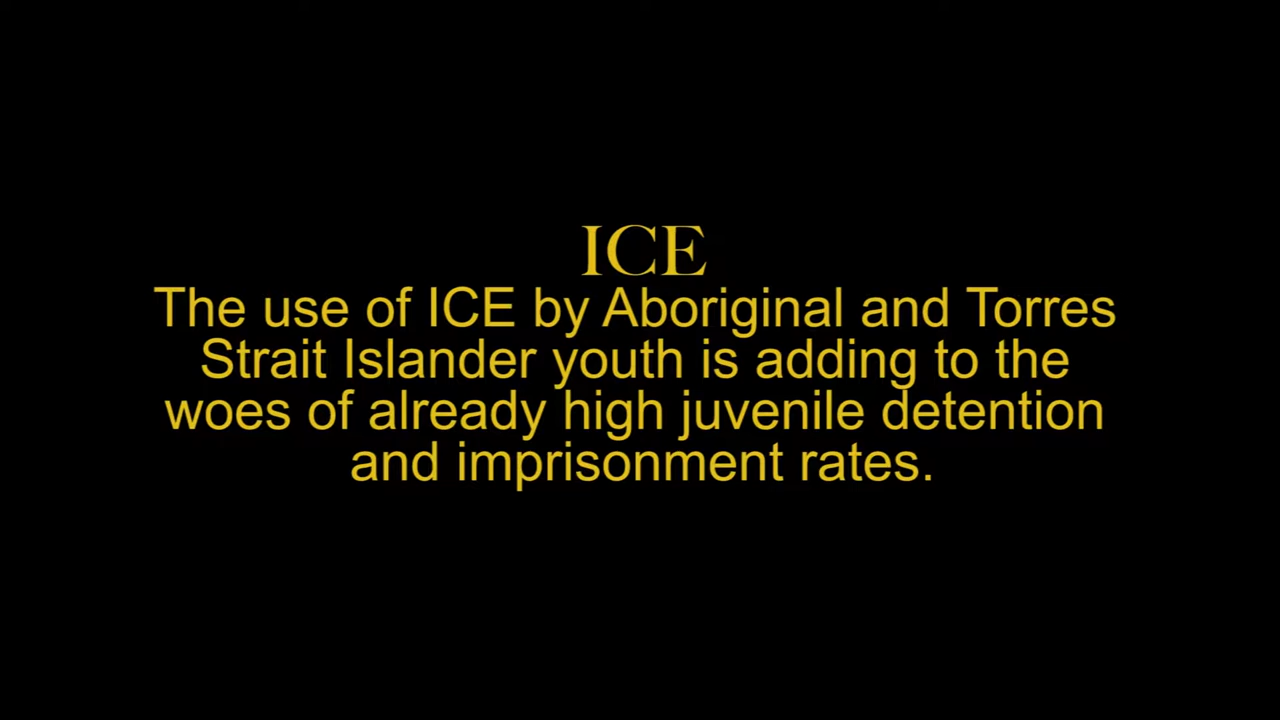 ICE
The use of ICE by Aboriginal and Torres
Strait Islander youth is adding to the
woes of already high juvenile detention
and imprisonment rates.